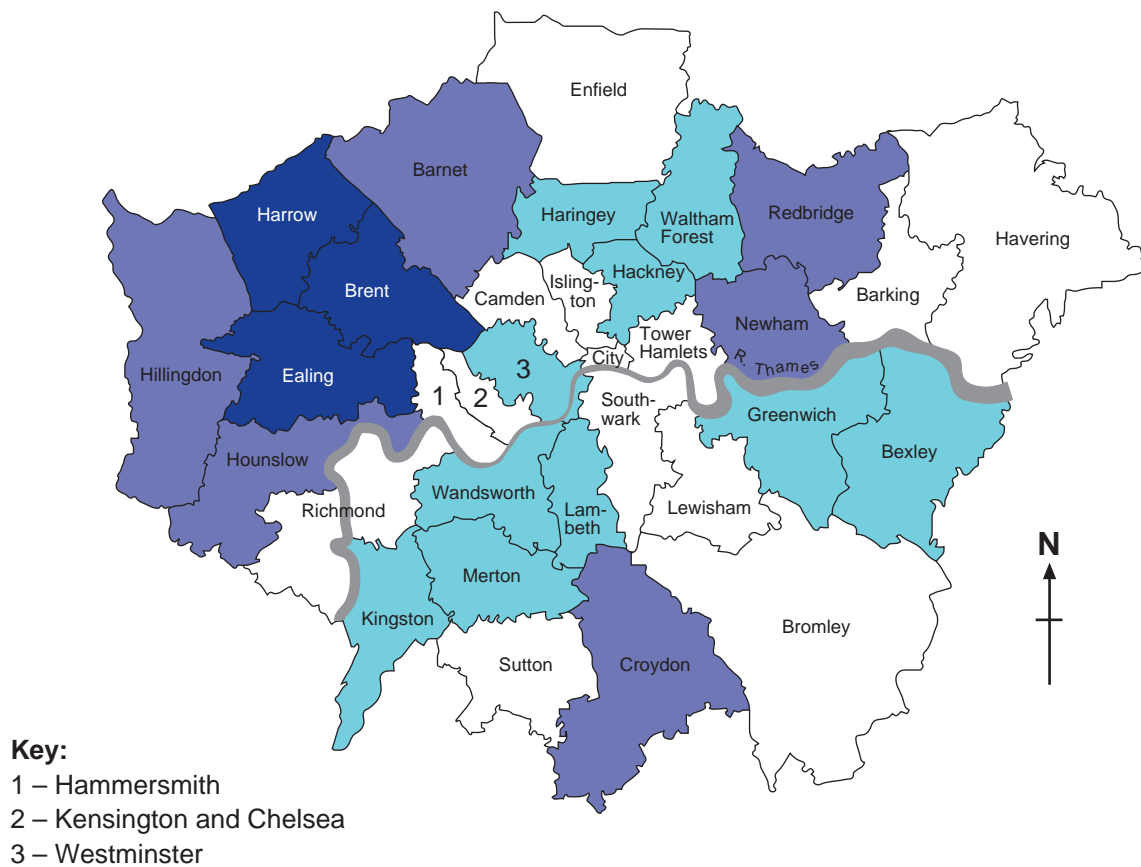 Enfield
Barnet
Harrow
Haringey
Waltham
Forest
Redbridge
Havering
Brent
Camden
Isling-
ton
Hackney
Barking
Hillingdon
Ealing
1
2
3
City
Tower
Hamlets
Newham
R. Thames
South-
wark
Greenwich
Bexley
Hounslow
Richmond
Wandsworth
Lam-
beth
Lewisham
Merton
Kingston
Sutton
Croydon
Bromley
N
Key:
1 – Hammersmith
2 – Kensington and Chelsea
3 – Westminster